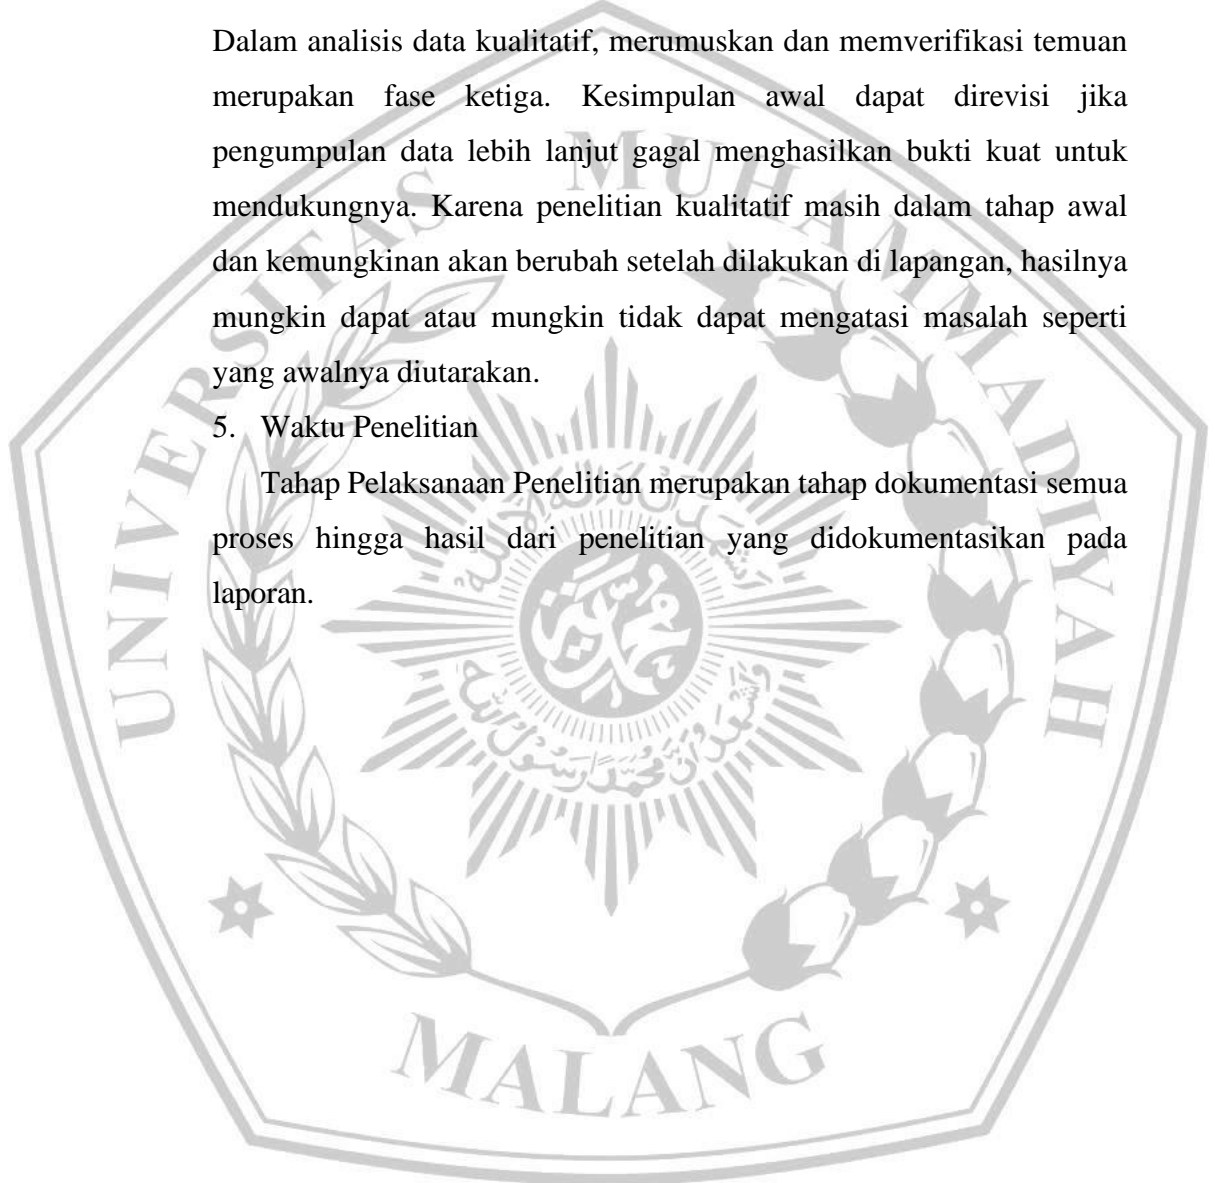 Dalam analisis data kualitatif, merumuskan dan memverifikasi temuan
merupakan fase ketiga. Kesimpulan awal dapat direvisi jika
pengumpulan data lebih lanjut gagal menghasilkan bukti kuat untuk
mendukungnya. Karena penelitian kualitatif masih dalam tahap awal
dan kemungkinan akan berubah setelah dilakukan di lapangan, hasilnya
mungkin dapat atau mungkin tidak dapat mengatasi masalah seperti
yang awalnya diutarakan.
5. Waktu Penelitian
Tahap Pelaksanaan Penelitian merupakan tahap dokumentasi semua
proses hingga hasil dari penelitian yang didokumentasikan pada
laporan.
UNIVERSITAS MUHAMMADIYAH
MALANG